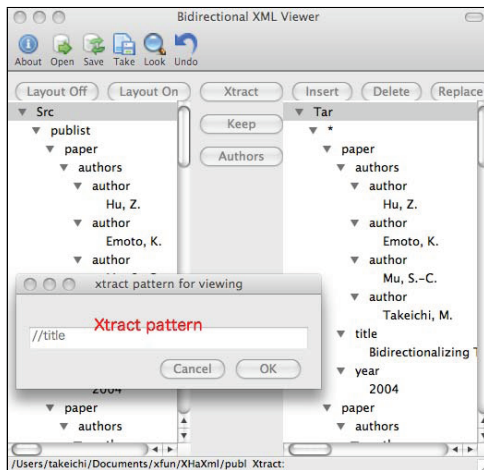 Bidirectional XML Viewer
About Open Save Take Look Undo
Layout Off Layout On Xtract Insert Delete Replace
Keep
Authors
Src
publist
paper
authors
author
Hu, Z.
author
Emoto, K.
author
Tar
*
paper
authors
author
Hu, Z.
author
Emoto, K.
author
Mu, S.-C.
author
Takeichi, M.
title
Bidirectionalizing
year
2004
paper
authors
xtract pattern for viewing
Xtract pattern
//title
Cancel OK
2004
paper
authors
/Users/takeichi/Documents/xfun/XHaXml/publ Xtract: